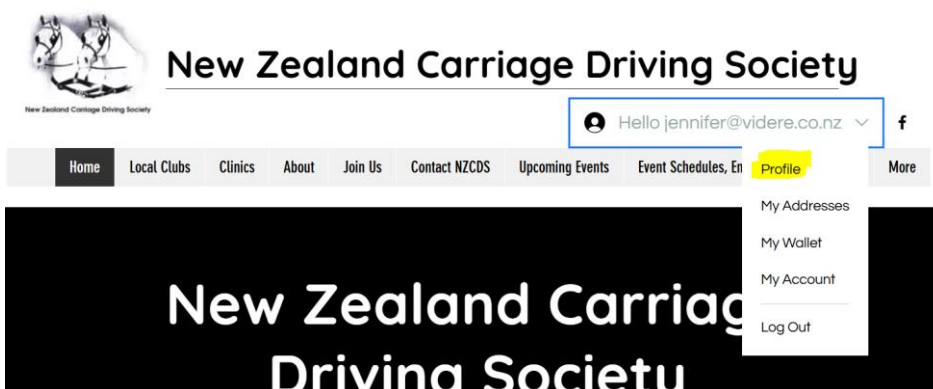 New Zealand Carriage Driving Society
New Zealand Carriage Driving Society
Hello jennifer@videre.co.nz
f
Home Local Clubs Clinics About Join Us Contact NZCDS Upcoming Events Event Schedules, En More
Profile
My Addresses
My Wallet
My Account
Log Out
New Zealand Carriag
Driving Society